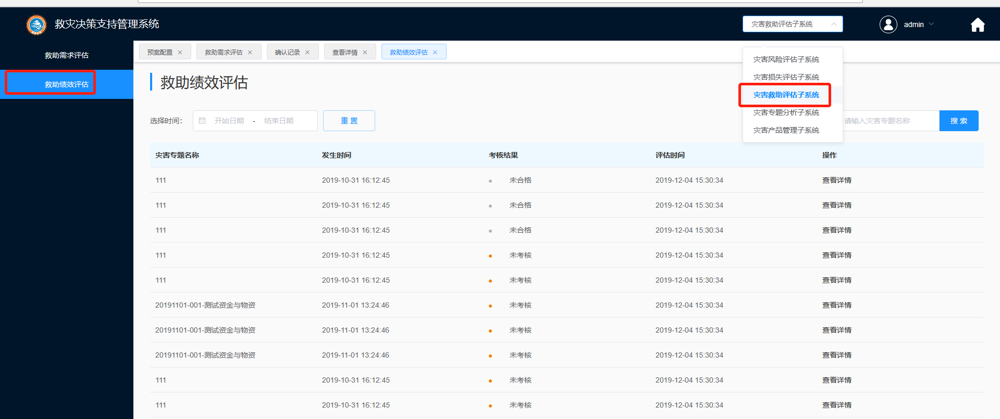 救灾决策支持管理系统
灾害救助评估子系统
admin
救助需求评估
救助绩效评估
预案配置 ×
救助需求评估 ×
确认记录 ×
查看详情 ×
救助绩效评估 ×
灾害风险评估子系统
灾害损失评估子系统
灾害救助评估子系统
灾害专题分析子系统
灾害产品管理子系统
救助绩效评估
选择时间： 开始日期 - 结束日期 重置 请输入灾害专题名称 搜索
灾害专题名称 发生时间 考核结果 评估时间 操作
111 2019-10-31 16:12:45 未合格 2019-12-04 15:30:34 查看详情
111 2019-10-31 16:12:45 未合格 2019-12-04 15:30:34 查看详情
111 2019-10-31 16:12:45 未合格 2019-12-04 15:30:34 查看详情
111 2019-10-31 16:12:45 未考核 2019-12-04 15:30:34 查看详情
111 2019-10-31 16:12:45 未考核 2019-12-04 15:30:34 查看详情
20191101-001-测试资金与物资 2019-11-01 13:24:46 未考核 2019-12-04 15:30:34 查看详情
20191101-001-测试资金与物资 2019-11-01 13:24:46 未考核 2019-12-04 15:30:34 查看详情
20191101-001-测试资金与物资 2019-11-01 13:24:46 未考核 2019-12-04 15:30:34 查看详情
111 2019-10-31 16:12:45 未考核 2019-12-04 15:30:34 查看详情
111 2019-10-31 16:12:45 未考核 2019-12-04 15:30:34 查看详情